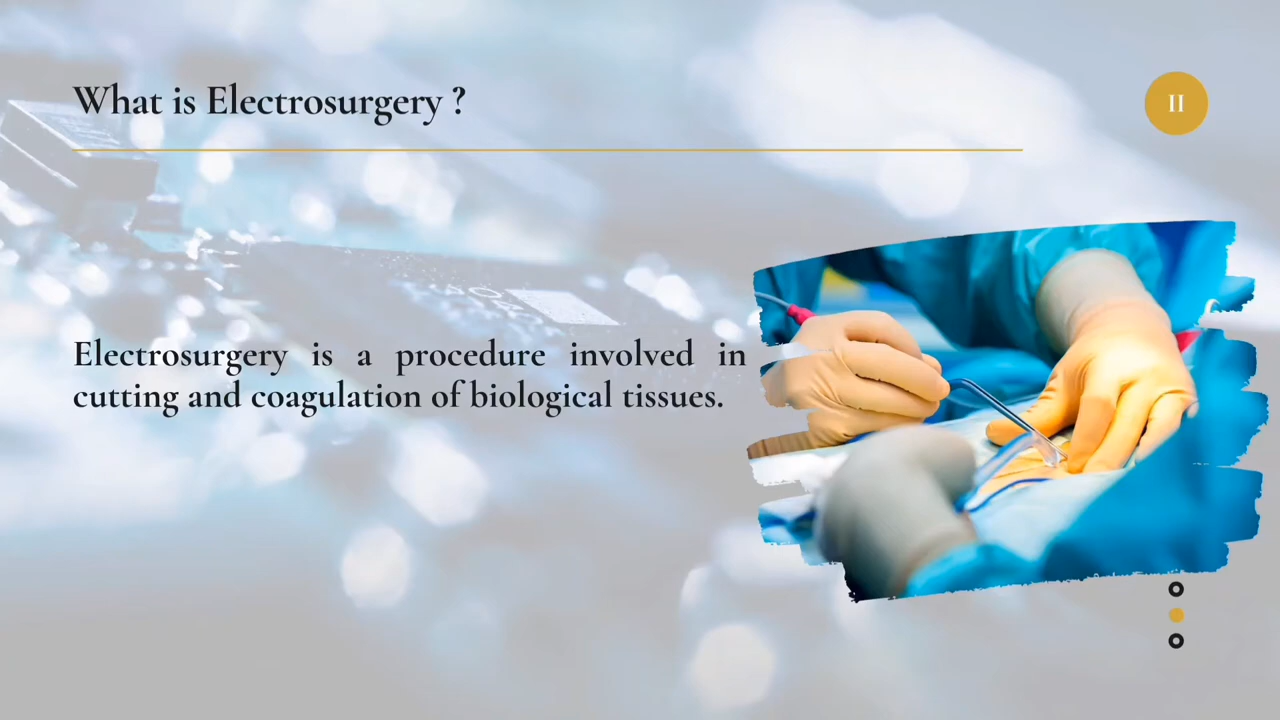 What is Electrosurgery ?
II
Electrosurgery is a procedure involved in
cutting and coagulation of biological tissues.